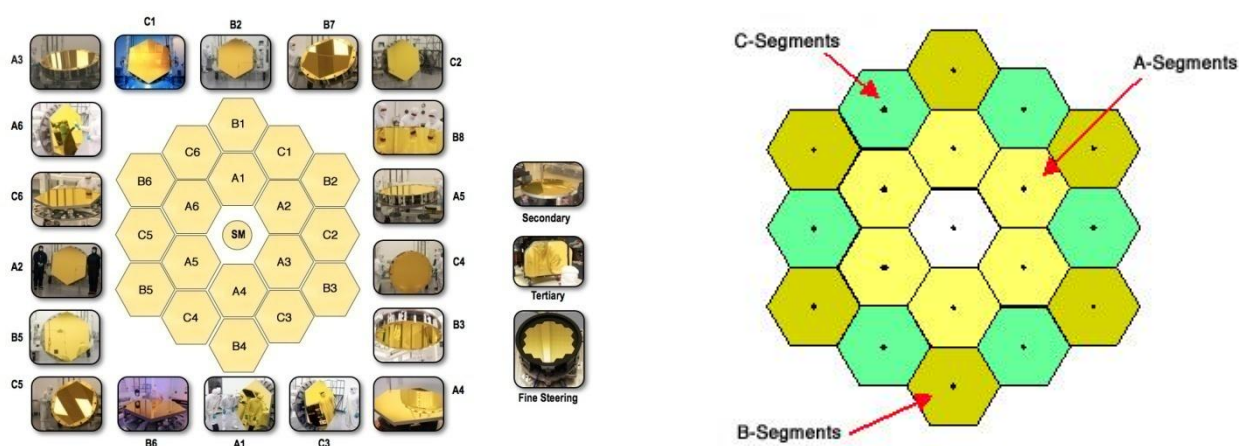 C1
B2
B7
A3
C2
A6
B8
C6
A5
A2
C4
B5
B3
C5
A4
B6
A1
C3
B1
C6
C1
B6
A1
B2
A6
A2
C5
SM
C2
A5
A3
B5
A4
B3
C4
C3
B4
Secondary
Tertiary
Fine Steering
C-Segments
A-Segments
B-Segments